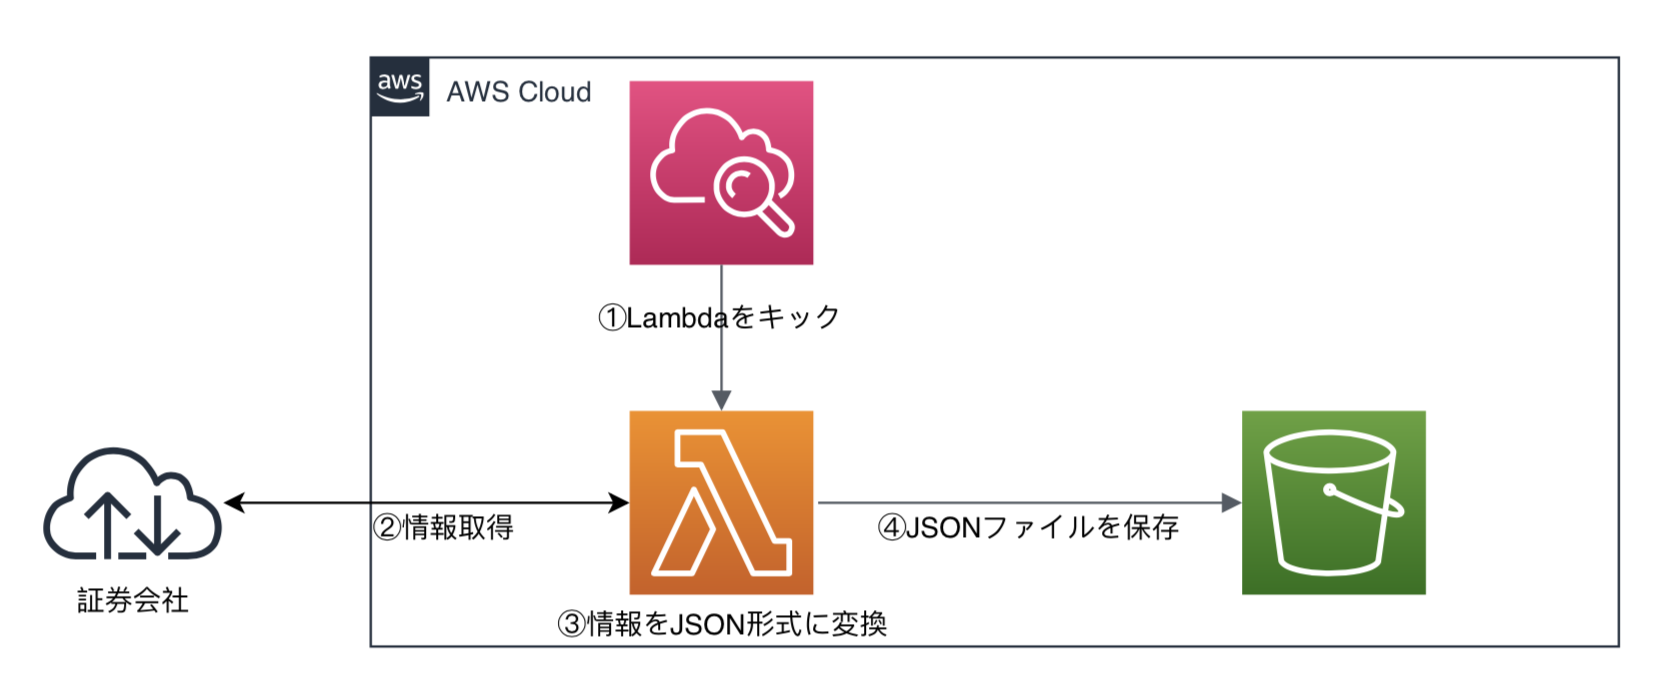 aws
AWS Cloud
①Lambdaをキック
②情報取得
④JSONファイルを保存
証券会社
③情報をJSON形式に変換